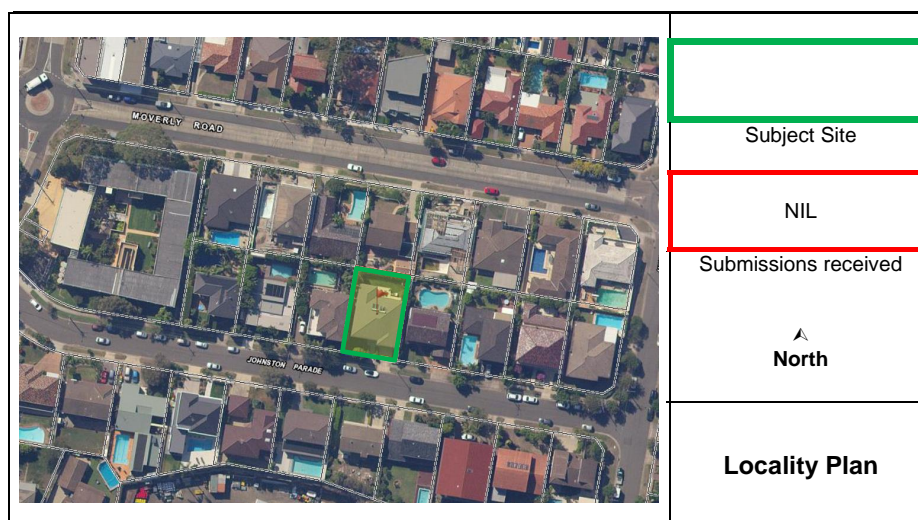 MOVERLY ROAD
JOHNSTON PARADE
Subject Site
NIL
Submissions received
North
Locality Plan